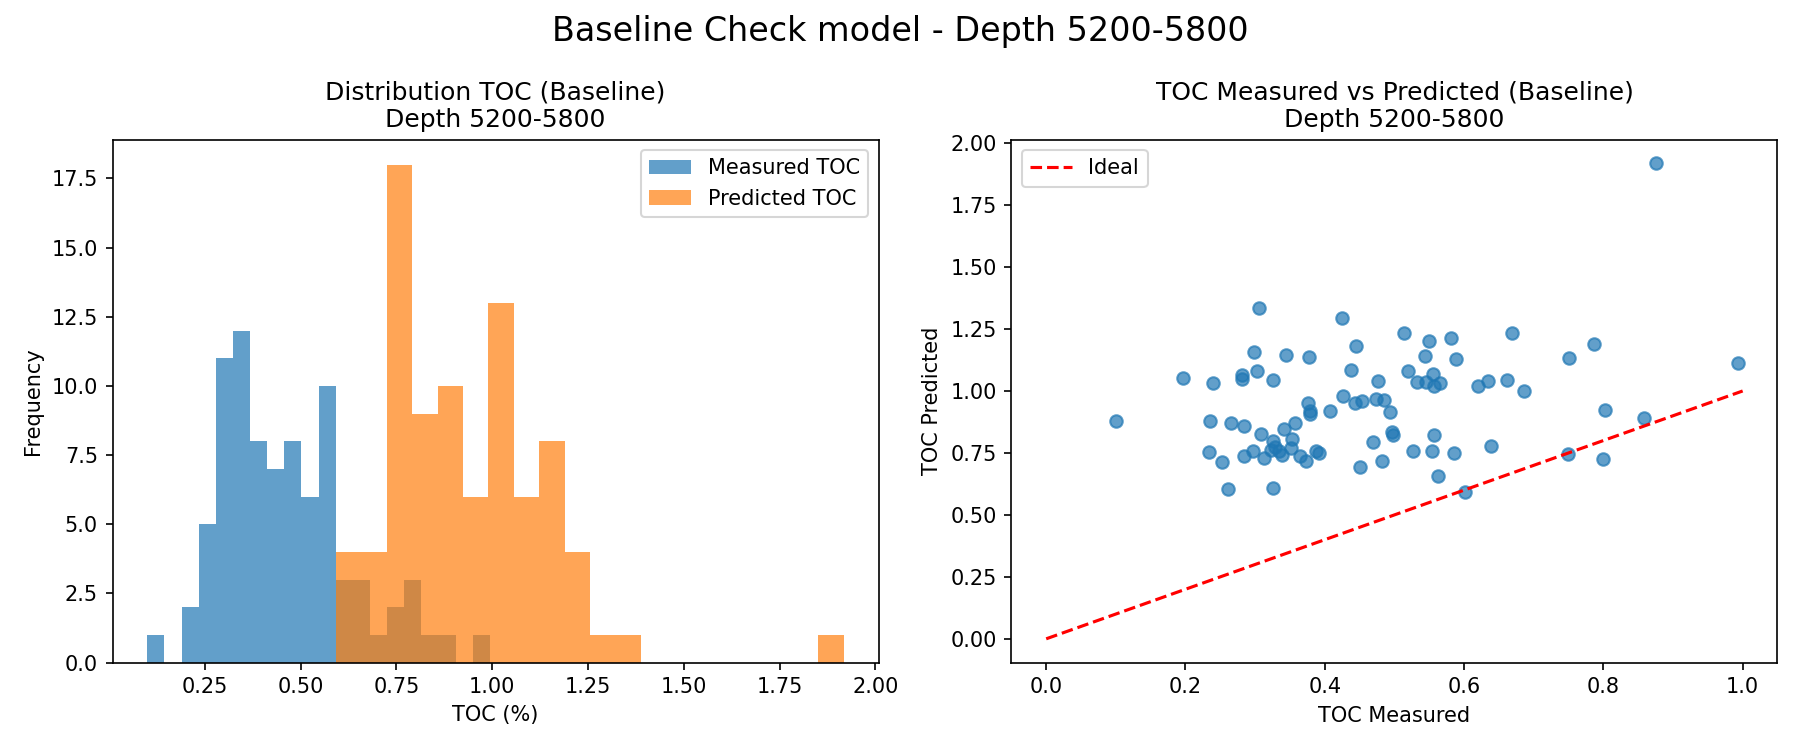 Baseline Check model - Depth 5200-5800
Distribution TOC (Baseline)
Depth 5200-5800
Measured TOC
Predicted TOC
Frequency
17.5
15.0
12.5
10.0
7.5
5.0
2.5
0.0
0.25 0.50 0.75 1.00 1.25 1.50 1.75 2.00
TOC (%)
TOC Measured vs Predicted (Baseline)
Depth 5200-5800
Ideal
TOC Predicted
2.00
1.75
1.50
1.25
1.00
0.75
0.50
0.25
0.00
0.0 0.2 0.4 0.6 0.8 1.0
TOC Measured